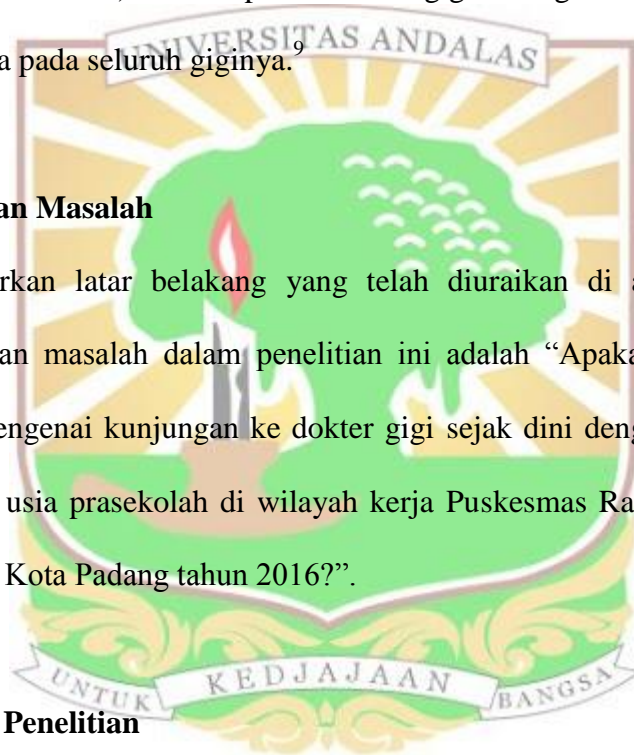 UNIVERSITAS ANDALAS
a pada seluruh giginya.9
an Masalah
rkan latar belakang yang telah diuraikan di a
an masalah dalam penelitian ini adalah “Apaka
engenai kunjungan ke dokter gigi sejak dini deng
usia prasekolah di wilayah kerja Puskesmas Ra
Kota Padang tahun 2016?”.
UNTUK KEDJAJAAN BANGSA
Penelitian